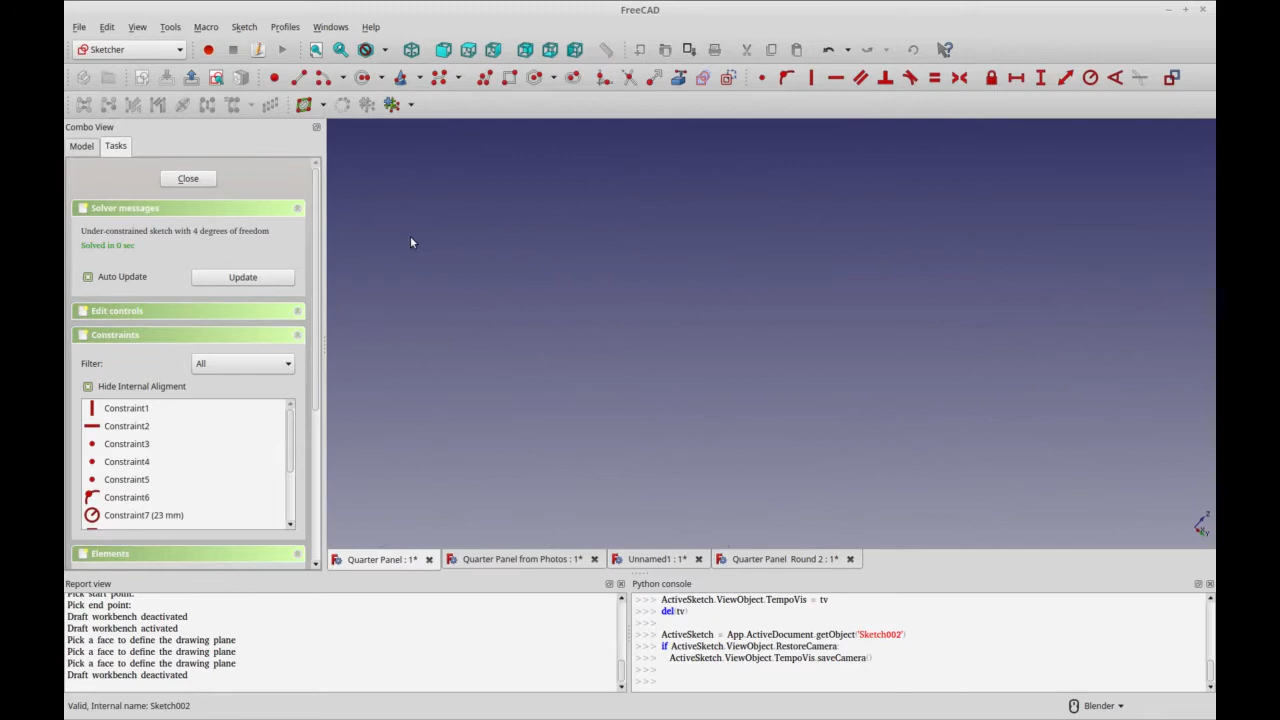 FreeCAD
File Edit View Tools Macro Sketch Profiles Windows Help
Sketcher
Combo View
Model Tasks
Close
Solver messages
Under-constrained sketch with 4 degrees of freedom
Solved in 0 sec
Auto Update Update
Edit controls
Constraints
Filter: All
Hide Internal Aligment
Constraint1
Constraint2
Constraint3
Constraint4
Constraint5
Constraint6
Constraint7 (23 mm)
Elements
Z
X
Y
Quarter Panel : 1* Quarter Panel from Photos : 1* Unnamed1 : 1* Quarter Panel Round 2 : 1*
Report view
Pick start point:
Pick end point:
Draft workbench deactivated
Draft workbench activated
Pick a face to define the drawing plane
Pick a face to define the drawing plane
Pick a face to define the drawing plane
Draft workbench deactivated
Python console
>>> ActiveSketch.ViewObject.TempoVis = tv
>>> del(tv)
>>>
>>> ActiveSketch = App.ActiveDocument.getObject('Sketch002')
>>> if ActiveSketch.ViewObject.RestoreCamera:
>>> ActiveSketch.ViewObject.TempoVis.saveCamera()
>>>
>>>
Valid, Internal name: Sketch002
Blender